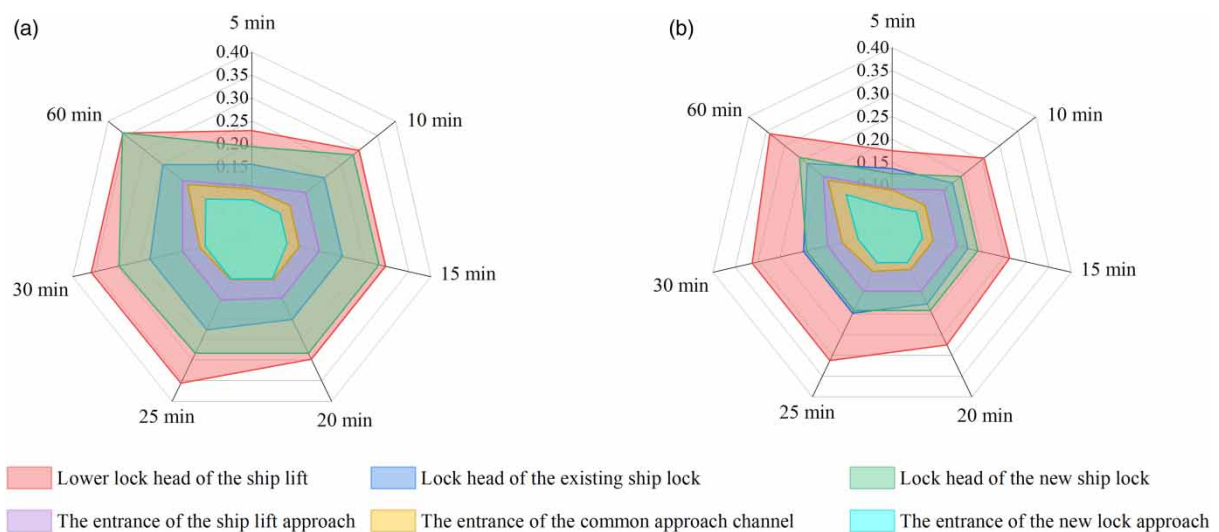 (a)
5 min
0.40
0.35
0.30
0.20
0.15
10 min
15 min
20 min
25 min
30 min
60 min
(b)
5 min
0.40
0.35
0.30
0.20
0.15
10 min
15 min
20 min
25 min
30 min
60 min
Lower lock head of the ship lift Lock head of the existing ship lock Lock head of the new ship lock
The entrance of the ship lift approach The entrance of the common approach channel The entrance of the new lock approach